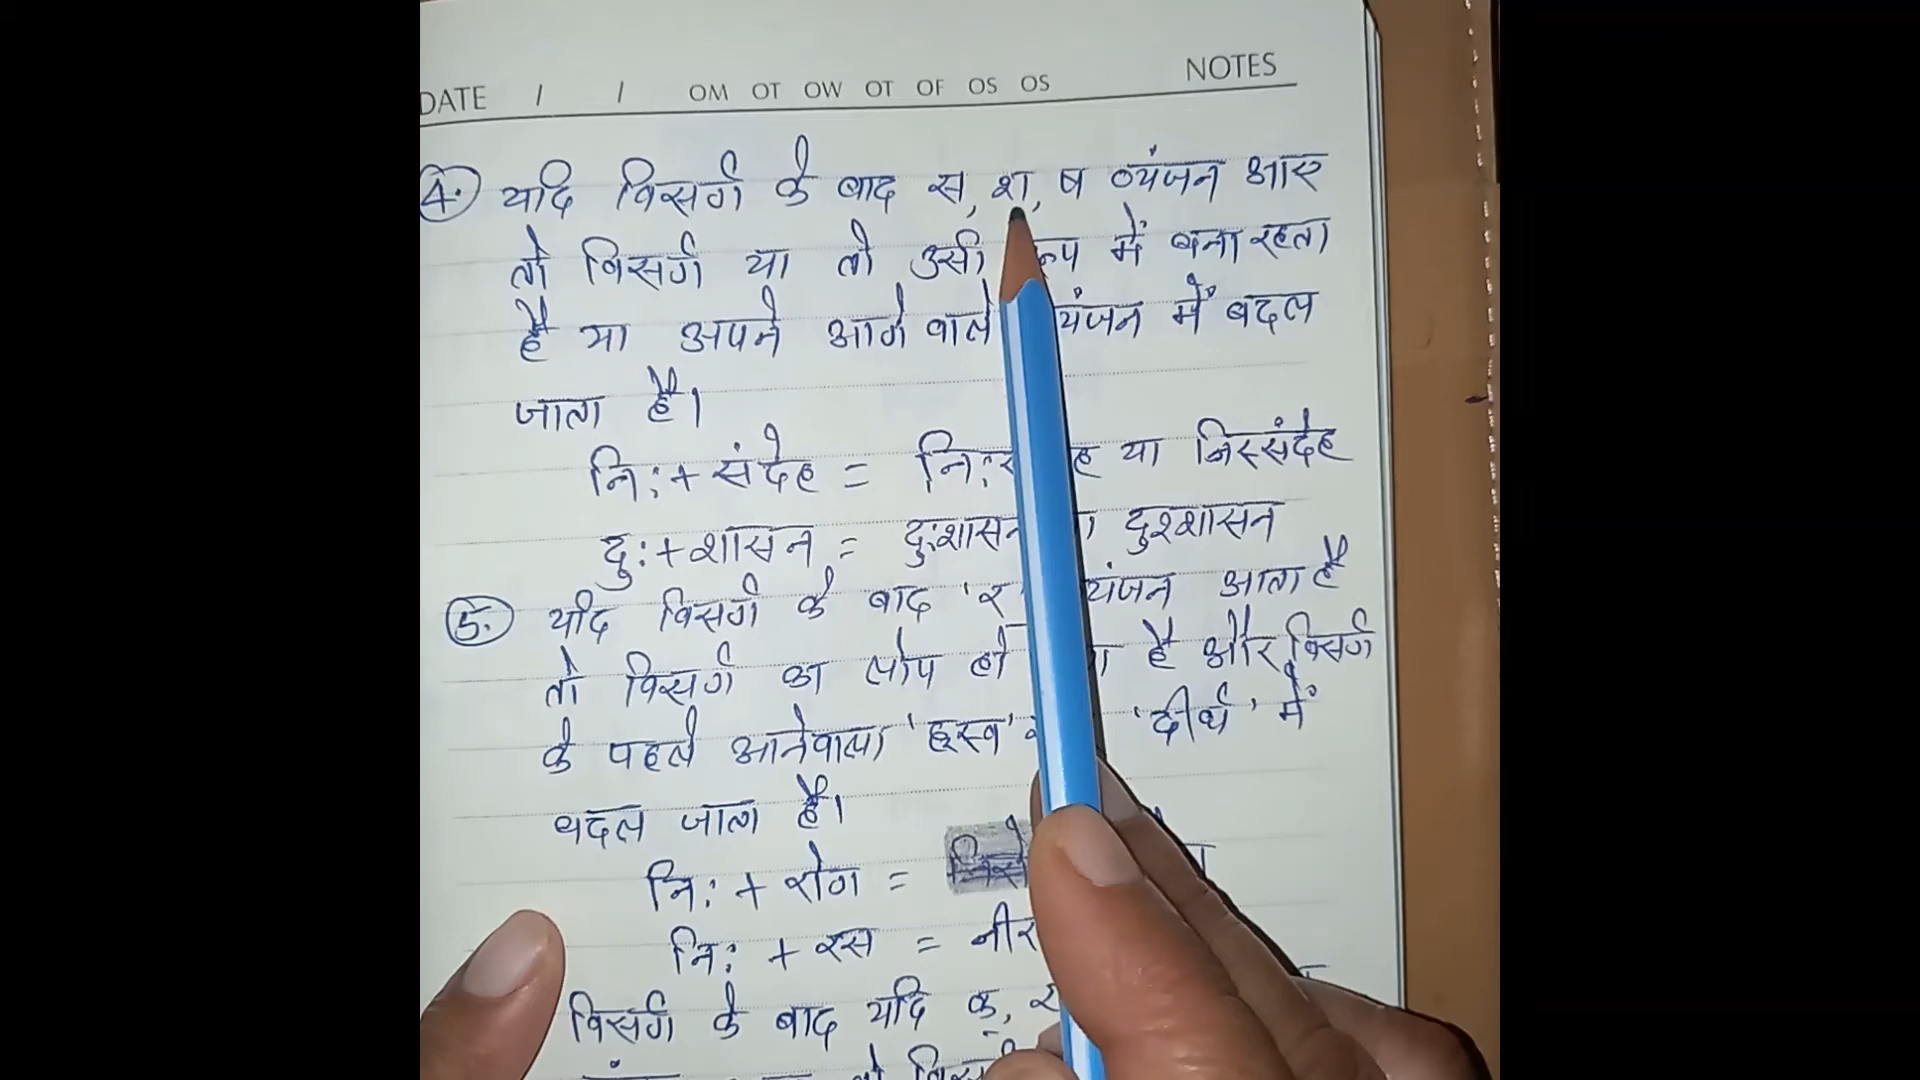 DATE / / OM OT OW OT OF OS OS NOTES
4. यदि विसर्ग के बाद स, श, ष व्यंजन आए
तो विसर्ग या तो उसी रूप में बना रहता
है या अपने आगे वाले व्यंजन में बदल
जाता है।
नि: + संदेह = या निस्संदेह
दु: + शासन = दु:शासन दुश्शासन
5. यदि विसर्ग के बाद 'र व्यंजन आता है
तो विसर्ग का लोप हो है और विसर्ग
के पहले आनेवाला 'ह्रस्व' 'दीर्घ' में
बदल जाता है।
नि: + रोग =
नि: + रस =
विसर्ग के बाद यदि क,